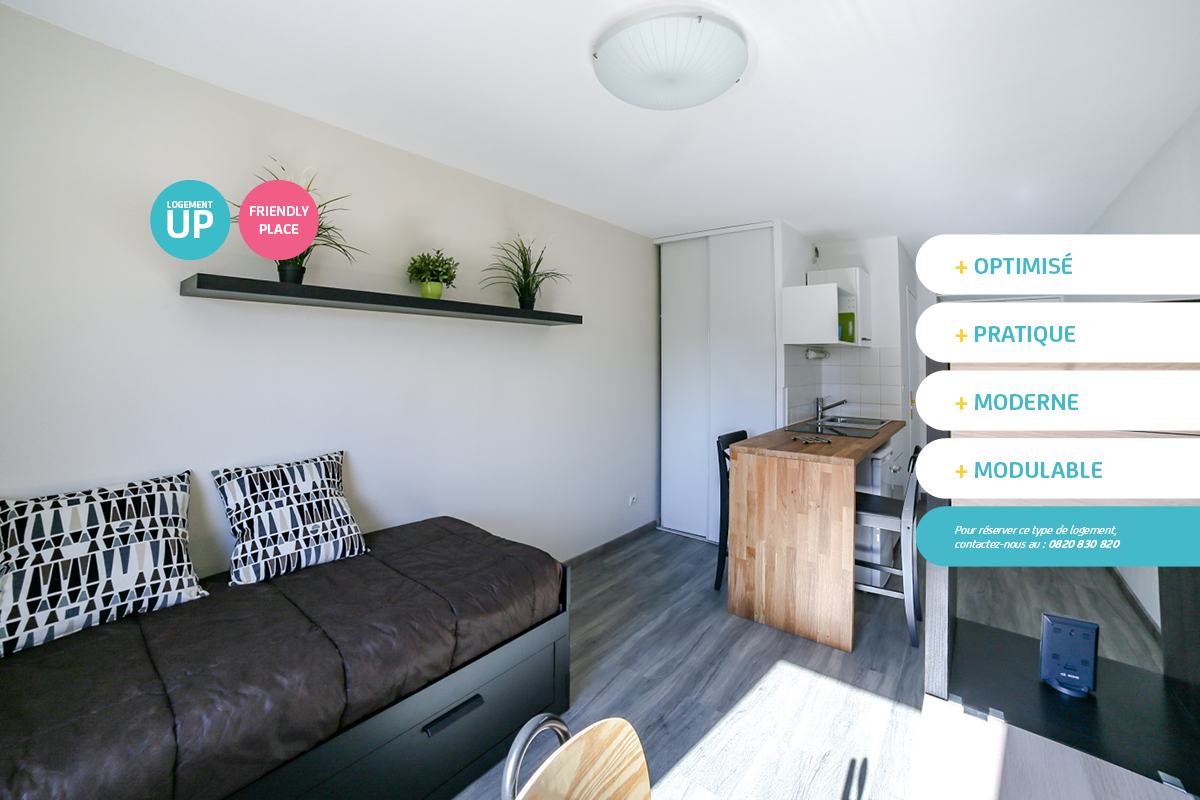 LOGEMENT
UP
FRIENDLY
PLACE
+ OPTIMISÉ
+ PRATIQUE
+ MODERNE
+ MODULABLE
Pour réserver ce type de logement,
contactez-nous au : 0820 830 820